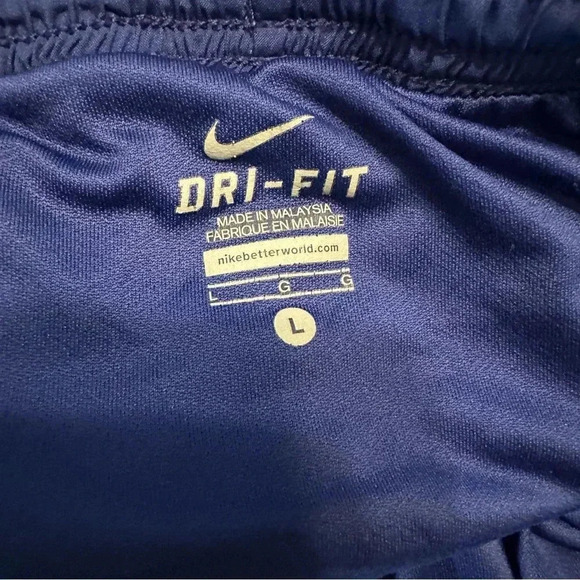 DRI-FIT
MADE IN MALAYSIA
FABRIQUE EN MALAISIE
nikebetterworld.com
L G G
L